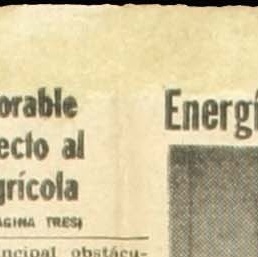 orable
ecto al
grícola
AGINA TRES)
ncipal obstácu-
Energí